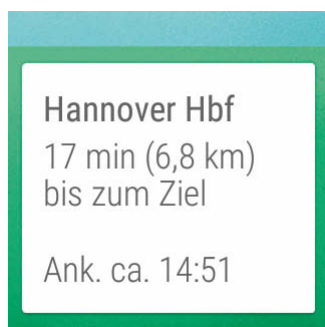 Hannover Hbf
17 min (6,8 km)
bis zum Ziel
Ank. ca. 14:51